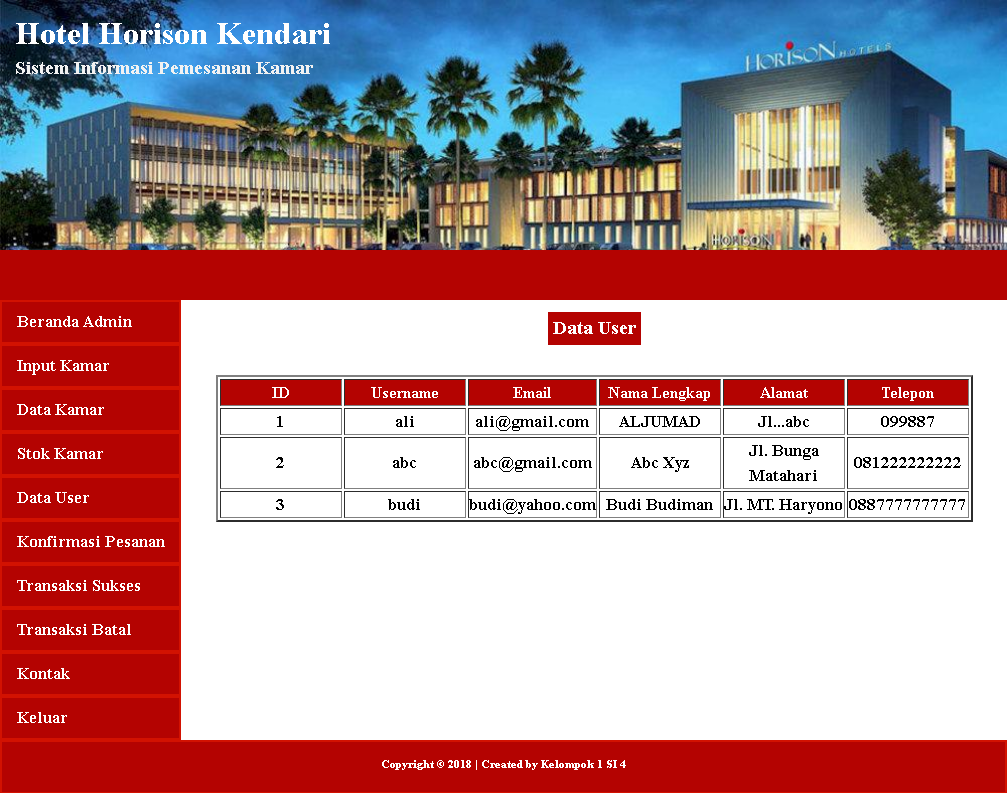 Hotel Horison Kendari
Sistem Informasi Pemesanan Kamar
HORISON HOTELS
HORISON
Beranda Admin
Input Kamar
Data Kamar
Stok Kamar
Data User
Konfirmasi Pesanan
Transaksi Sukses
Transaksi Batal
Kontak
Keluar
Data User
ID Username Email Nama Lengkap Alamat Telepon
1 ali ali@gmail.com ALJUMAD Jl...abc 099887
2 abc abc@gmail.com Abc Xyz Jl. Bunga Matahari 081222222222
3 budi budi@yahoo.com Budi Budiman Jl. MT. Haryono 0887777777777
Copyright © 2018 | Created by Kelompok 1 SI 4